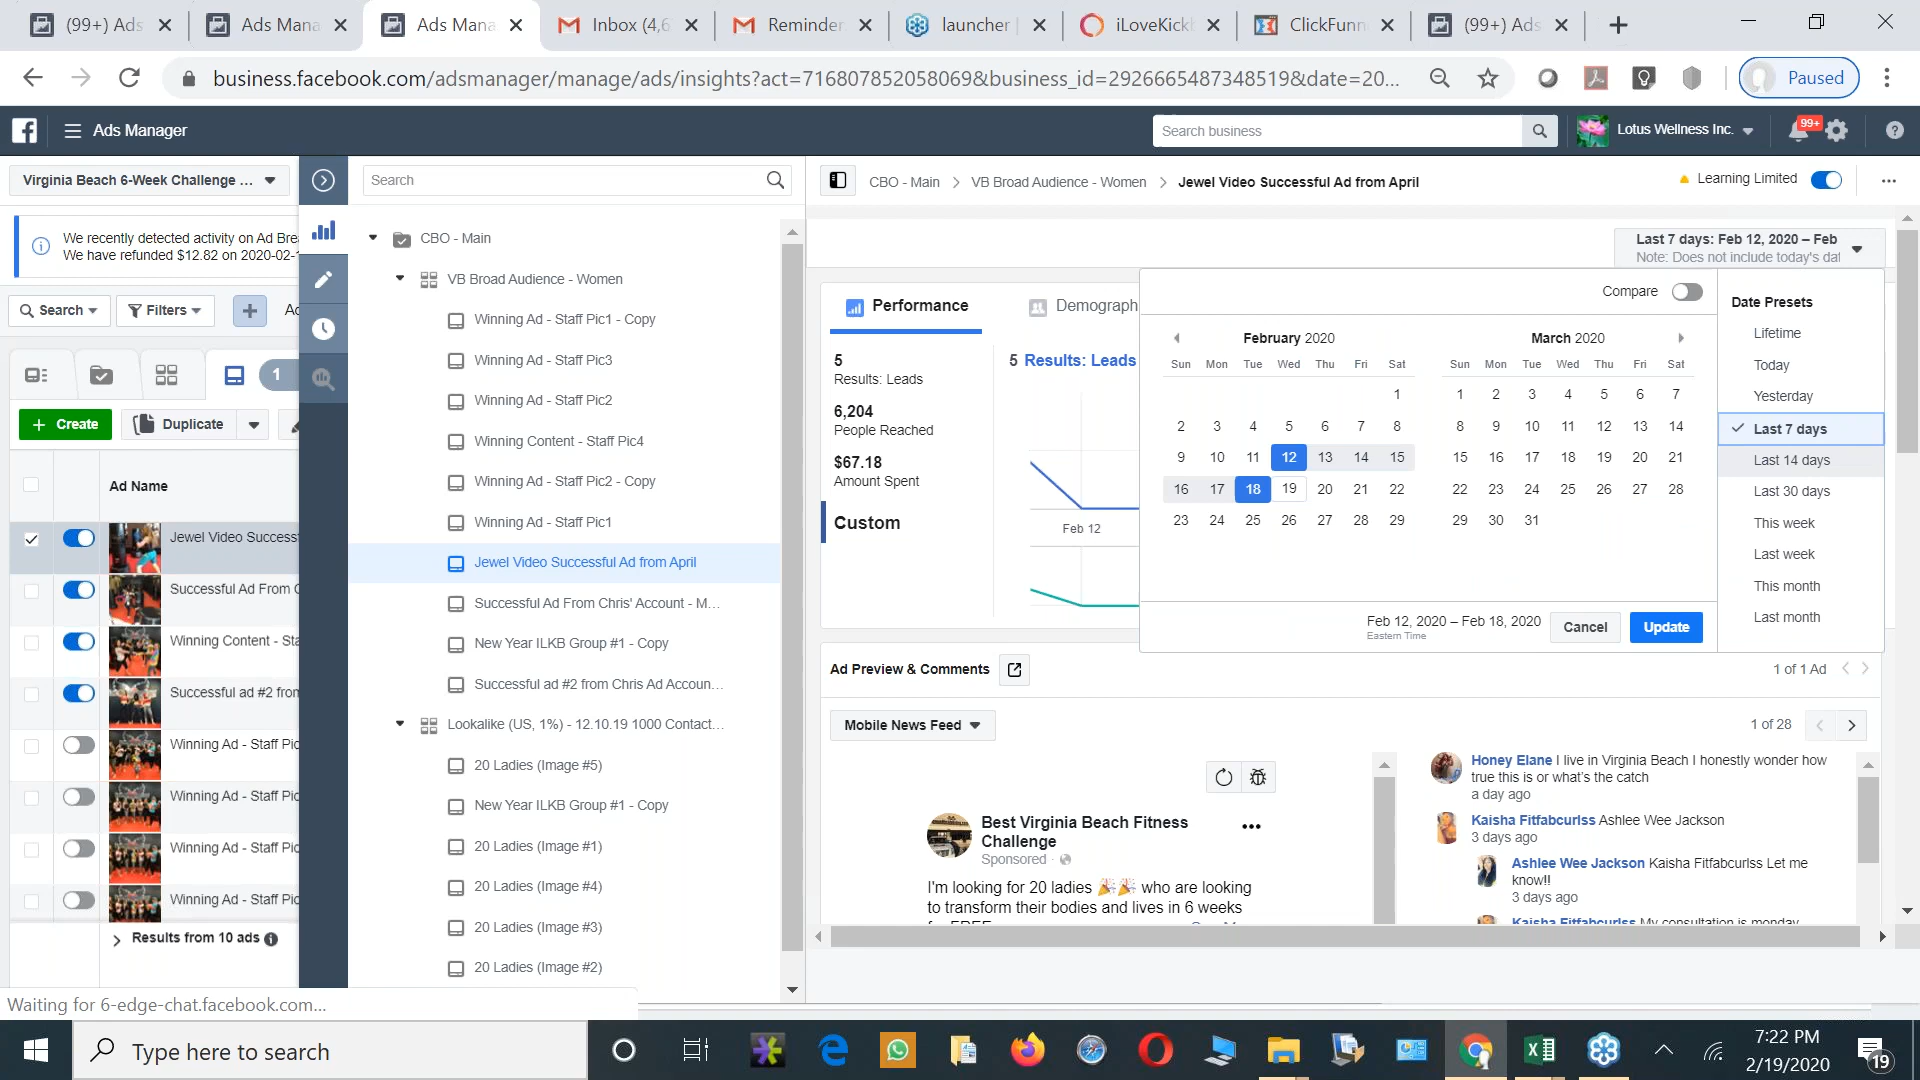 (99+) Ads
Ads Mana
Ads Mana
Inbox (4,6
Reminder
launcher
iLoveKick
ClickFunn
(99+) Ads
business.facebook.com/adsmanager/manage/ads/insights?act=716807852058069&business_id=2926665487348519&date=20...
Paused
Ads Manager
Search business
Lotus Wellness Inc.
99+
Virginia Beach 6-Week Challenge ...
We recently detected activity on Ad Brea
We have refunded $12.82 on 2020-02-1
Search
Filters
Ad
1
Create
Duplicate
Ad Name
Jewel Video Success
Successful Ad From C
Winning Content - Sta
Successful ad #2 from
Winning Ad - Staff Pic
Winning Ad - Staff Pic
Winning Ad - Staff Pic
Winning Ad - Staff Pic
Results from 10 ads
Waiting for 6-edge-chat.facebook.com...
Search
CBO - Main
VB Broad Audience - Women
Winning Ad - Staff Pic1 - Copy
Winning Ad - Staff Pic3
Winning Ad - Staff Pic2
Winning Content - Staff Pic4
Winning Ad - Staff Pic2 - Copy
Winning Ad - Staff Pic1
Jewel Video Successful Ad from April
Successful Ad From Chris' Account - M...
New Year ILKB Group #1 - Copy
Successful ad #2 from Chris Ad Accoun...
Lookalike (US, 1%) - 12.10.19 1000 Contact...
20 Ladies (Image #5)
New Year ILKB Group #1 - Copy
20 Ladies (Image #1)
20 Ladies (Image #4)
20 Ladies (Image #3)
20 Ladies (Image #2)
CBO - Main
VB Broad Audience - Women
Jewel Video Successful Ad from April
Learning Limited
Last 7 days: Feb 12, 2020 – Feb
Note: Does not include today's dat
Performance
Demograph
5
Results: Leads
6,204
People Reached
$67.18
Amount Spent
Custom
5 Results: Leads
Feb 12
Compare
February 2020
Sun Mon Tue Wed Thu Fri Sat
1
2 3 4 5 6 7 8
9 10 11 12 13 14 15
16 17 18 19 20 21 22
23 24 25 26 27 28 29
March 2020
Sun Mon Tue Wed Thu Fri Sat
1 2 3 4 5 6 7
8 9 10 11 12 13 14
15 16 17 18 19 20 21
22 23 24 25 26 27 28
29 30 31
Feb 12, 2020 – Feb 18, 2020
Eastern Time
Cancel
Update
Date Presets
Lifetime
Today
Yesterday
Last 7 days
Last 14 days
Last 30 days
This week
Last week
This month
Last month
Ad Preview & Comments
1 of 1 Ad
Mobile News Feed
1 of 28
Best Virginia Beach Fitness
Challenge
Sponsored
I'm looking for 20 ladies 🎉🎉 who are looking
to transform their bodies and lives in 6 weeks
for FREE
Honey Elane I live in Virginia Beach I honestly wonder how
true this is or what's the catch
a day ago
Kaisha Fitfabcurlss Ashlee Wee Jackson
3 days ago
Ashlee Wee Jackson Kaisha Fitfabcurlss Let me
know!!
3 days ago
Kaisha Fitfabcurlss My consultation is monday
Type here to search
7:22 PM
2/19/2020
19